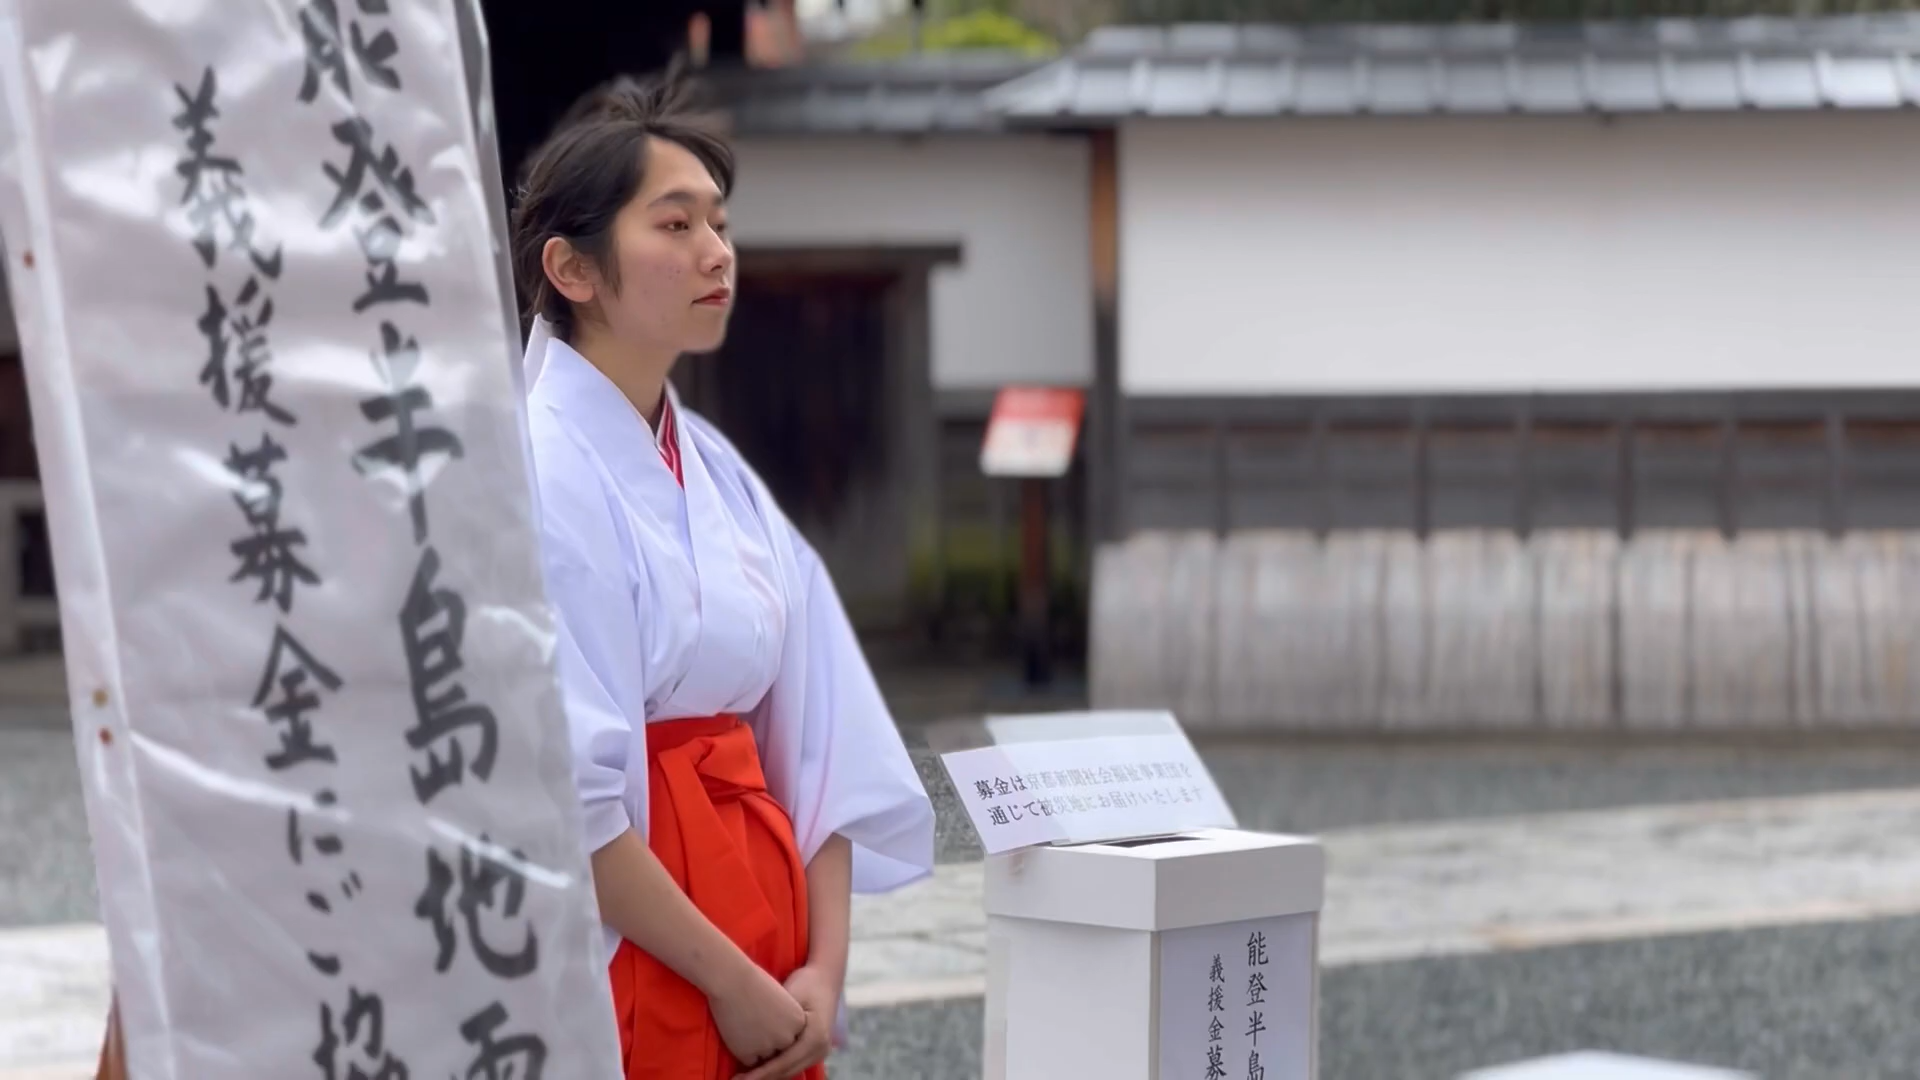 能登半島地震
義援募金にご協
募金は京都新聞社会福祉事業団を
通じて被災地にお届けいたします
能登半島
義援金募